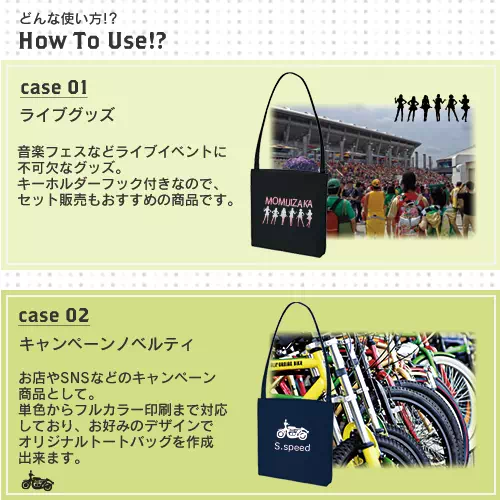 どんな使い方!?
How To Use!?
case 01
ライブグッズ
音楽フェスなどライブイベントに
不可欠なグッズ。
キーホルダーフック付きなので、
セット販売もおすすめの商品です。
MOMUIZAKA
case 02
キャンペーンノベルティ
お店やSNSなどのキャンペーン
商品として。
単色からフルカラー印刷まで対応
しており、お好みのデザインで
オリジナルトートバッグを作成
出来ます。
S.speed